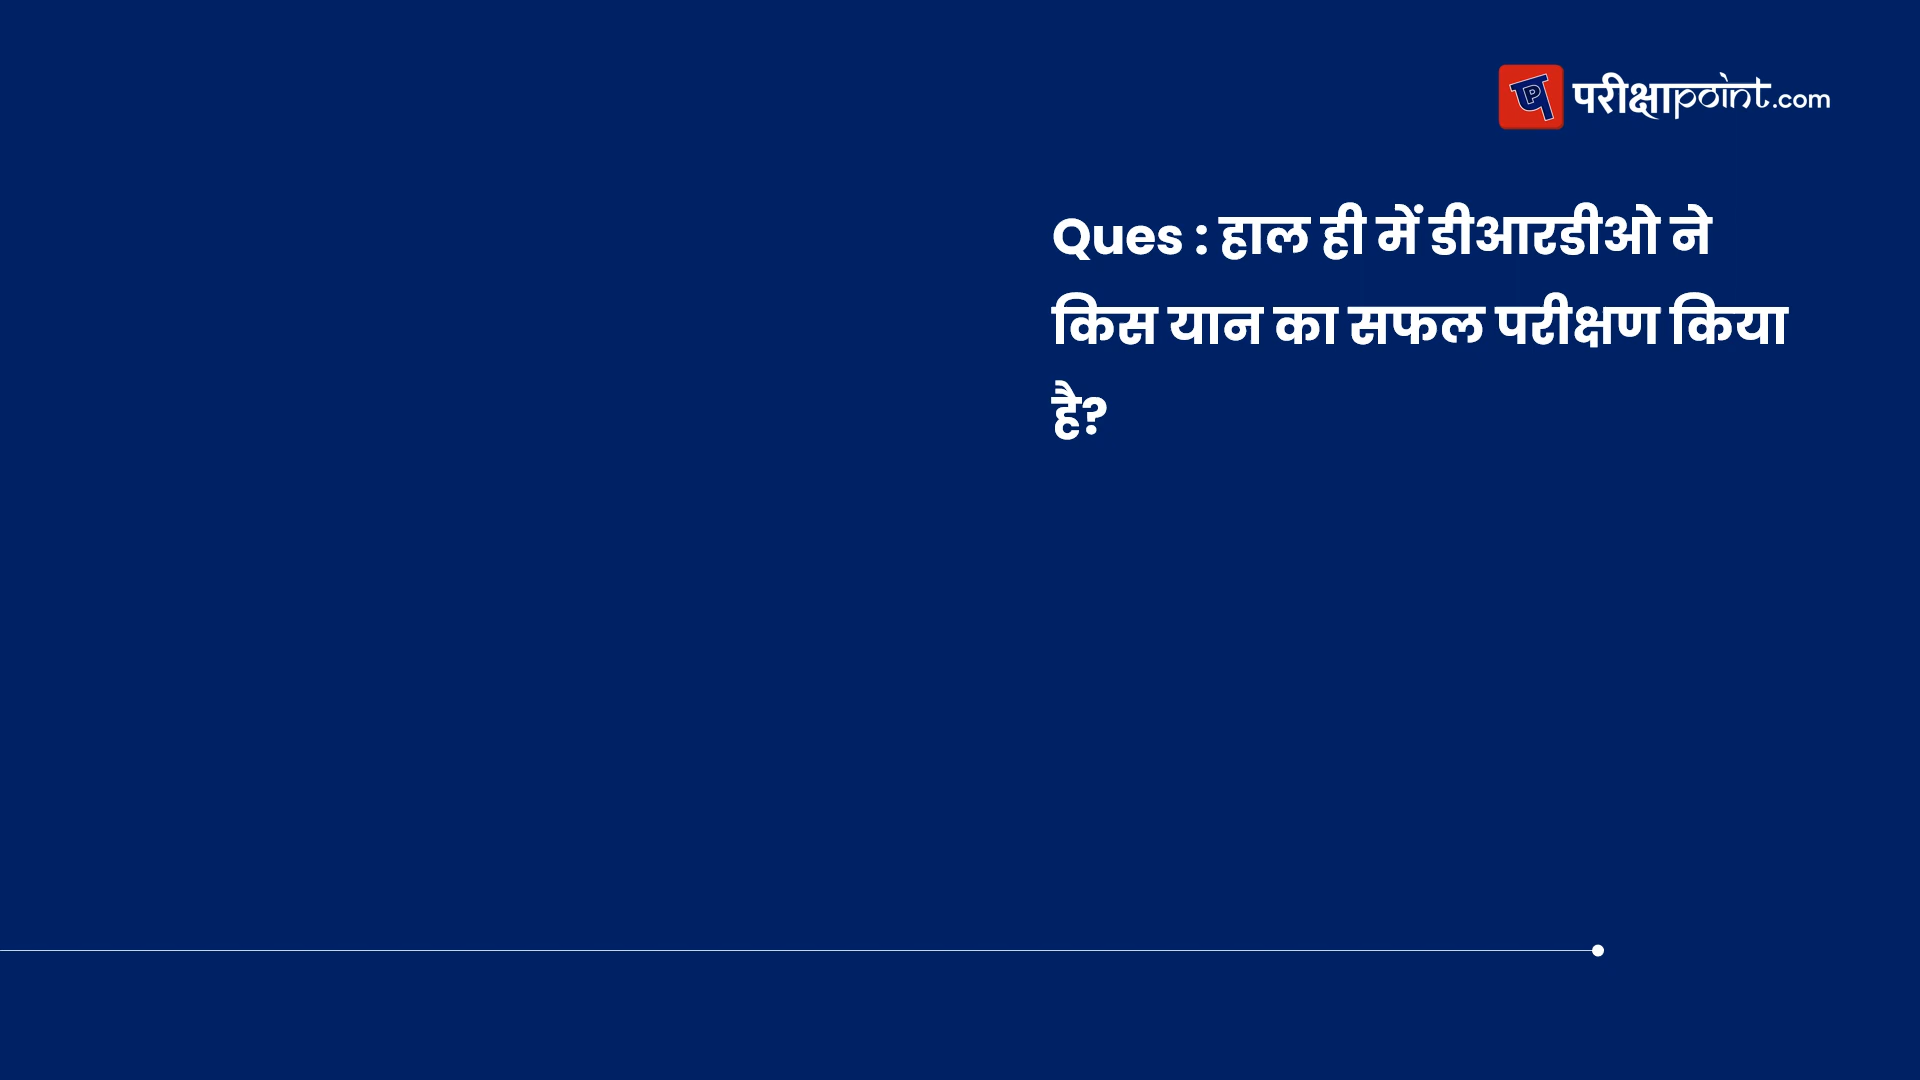 परीक्षाpoint.com
Ques : हाल ही में डीआरडीओ ने
किस यान का सफल परीक्षण किया
है?